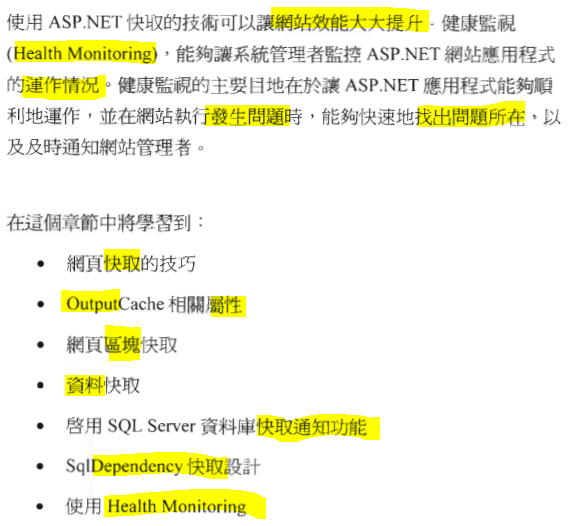 使用 ASP.NET 快取的技術可以讓網站效能大大提升。健康監視
(Health Monitoring)，能夠讓系統管理者監控 ASP.NET 網站應用程式
的運作情況。健康監視的主要目地在於讓 ASP.NET 應用程式能夠順
利地運作，並在網站執行發生問題時，能夠快速地找出問題所在，以
及及時通知網站管理者。
在這個章節中將學習到：
• 網頁快取的技巧
• OutputCache 相關屬性
• 網頁區塊快取
• 資料快取
• 啓用 SQL Server 資料庫快取通知功能
• SqlDependency 快取設計
• 使用 Health Monitoring